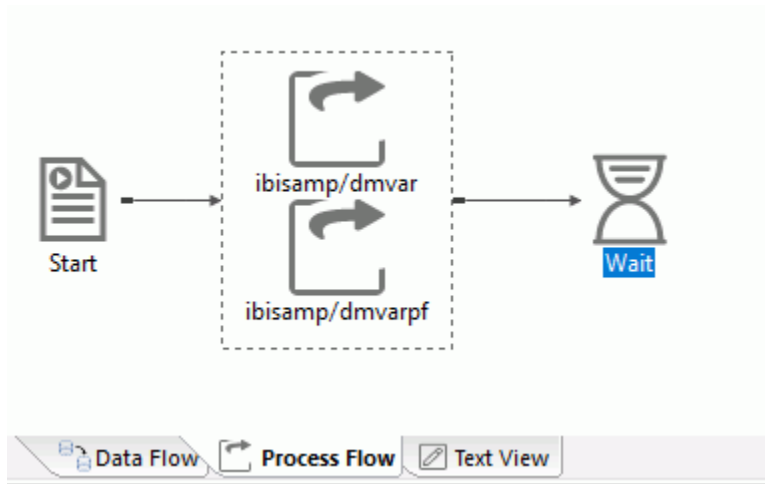 ibisamp/dmvar
Start
Wait
ibisamp/dmvarpf
Data Flow
Process Flow
Text View